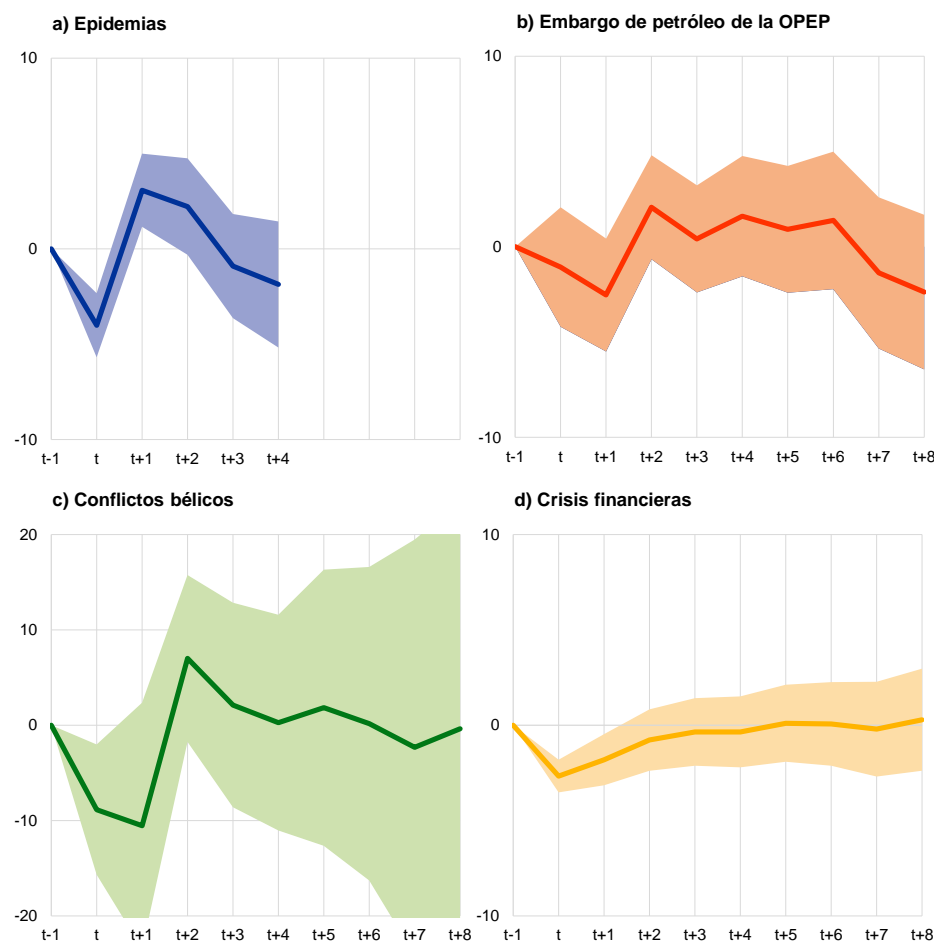 a) Epidemias
10
0
-10
t-1 t t+1 t+2 t+3 t+4
b) Embargo de petróleo de la OPEP
10
0
-10
t-1 t t+1 t+2 t+3 t+4 t+5 t+6 t+7 t+8
c) Conflictos bélicos
20
10
0
-10
-20
t-1 t t+1 t+2 t+3 t+4 t+5 t+6 t+7 t+8
d) Crisis financieras
10
0
-10
t-1 t t+1 t+2 t+3 t+4 t+5 t+6 t+7 t+8